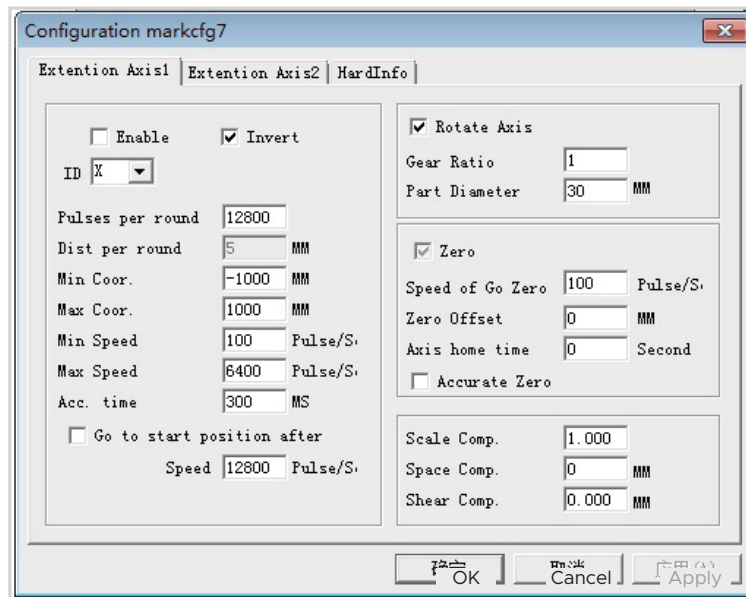 Configuration markcfg7
Extention Axis1 Extention Axis2 HardInfo
Enable Invert
ID X
Pulses per round 12800
Dist per round 5 MM
Min Coor. -1000 MM
Max Coor. 1000 MM
Min Speed 100 Pulse/S
Max Speed 6400 Pulse/S
Acc. time 300 MS
Go to start position after
Speed 12800 Pulse/S
Rotate Axis
Gear Ratio 1
Part Diameter 30 MM
Zero
Speed of Go Zero 100 Pulse/S
Zero Offset 0 MM
Axis home time 0 Second
Accurate Zero
Scale Comp. 1.000
Space Comp. 0 MM
Shear Comp. 0.000 MM
OK Cancel Apply